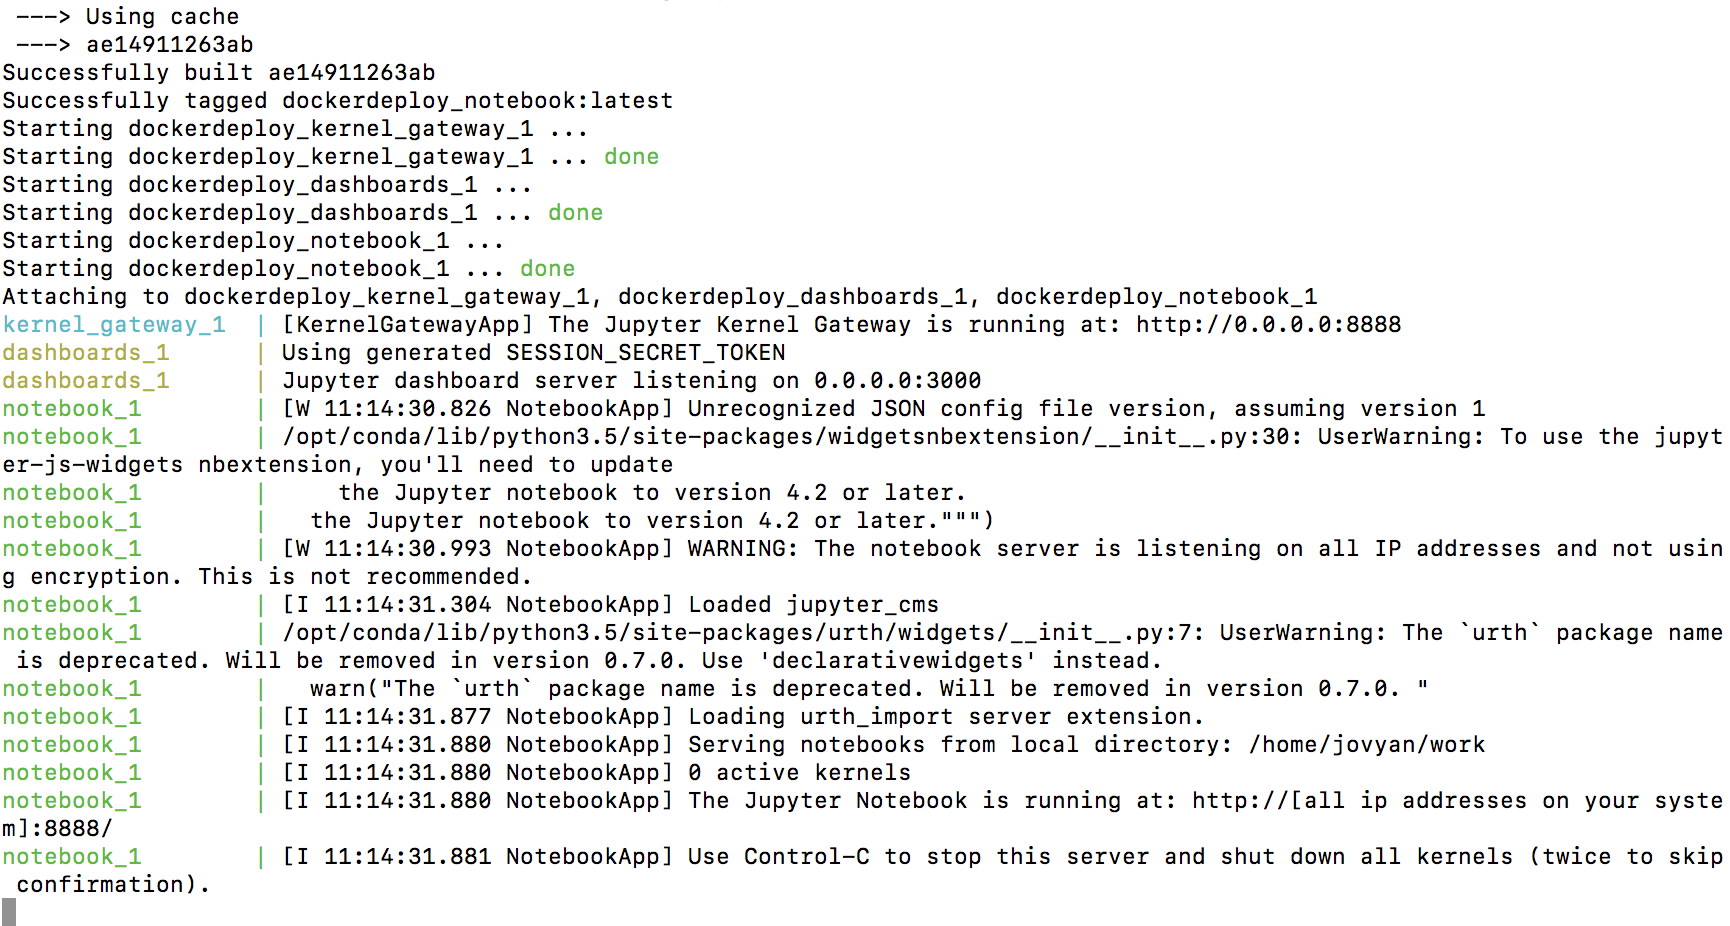 ---> Using cache
---> ae14911263ab
Successfully built ae14911263ab
Successfully tagged dockerdeploy_notebook:latest
Starting dockerdeploy_kernel_gateway_1 ...
Starting dockerdeploy_kernel_gateway_1 ... done
Starting dockerdeploy_dashboards_1 ...
Starting dockerdeploy_dashboards_1 ... done
Starting dockerdeploy_notebook_1 ...
Starting dockerdeploy_notebook_1 ... done
Attaching to dockerdeploy_kernel_gateway_1, dockerdeploy_dashboards_1, dockerdeploy_notebook_1
kernel_gateway_1  | [KernelGatewayApp] The Jupyter Kernel Gateway is running at: http://0.0.0.0:8888
dashboards_1      | Using generated SESSION_SECRET_TOKEN
dashboards_1      | Jupyter dashboard server listening on 0.0.0.0:3000
notebook_1        | [W 11:14:30.826 NotebookApp] Unrecognized JSON config file version, assuming version 1
notebook_1        | /opt/conda/lib/python3.5/site-packages/widgetsnbextension/__init__.py:30: UserWarning: To use the jupyt
er-js-widgets nbextension, you'll need to update
notebook_1        |     the Jupyter notebook to version 4.2 or later.
notebook_1        |   the Jupyter notebook to version 4.2 or later.""")
notebook_1        | [W 11:14:30.993 NotebookApp] WARNING: The notebook server is listening on all IP addresses and not usin
g encryption. This is not recommended.
notebook_1        | [I 11:14:31.304 NotebookApp] Loaded jupyter_cms
notebook_1        | /opt/conda/lib/python3.5/site-packages/urth/widgets/__init__.py:7: UserWarning: The `urth` package name
 is deprecated. Will be removed in version 0.7.0. Use 'declarativewidgets' instead.
notebook_1        |   warn("The `urth` package name is deprecated. Will be removed in version 0.7.0. "
notebook_1        | [I 11:14:31.877 NotebookApp] Loading urth_import server extension.
notebook_1        | [I 11:14:31.880 NotebookApp] Serving notebooks from local directory: /home/jovyan/work
notebook_1        | [I 11:14:31.880 NotebookApp] 0 active kernels
notebook_1        | [I 11:14:31.880 NotebookApp] The Jupyter Notebook is running at: http://[all ip addresses on your syste
m]:8888/
notebook_1        | [I 11:14:31.881 NotebookApp] Use Control-C to stop this server and shut down all kernels (twice to skip
 confirmation).